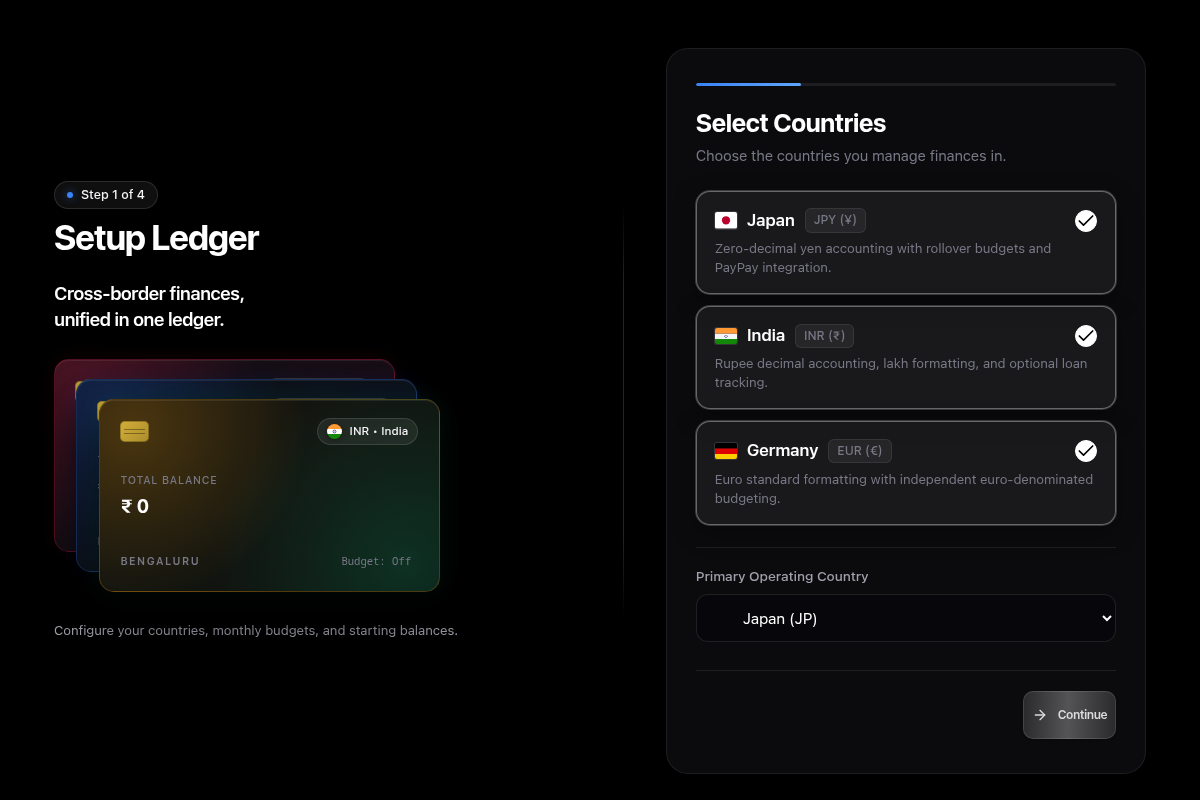 Step 1 of 4
Setup Ledger
Cross-border finances,
unified in one ledger.
INR • India
TOTAL BALANCE
₹ 0
BENGALURU
Budget: Off
Configure your countries, monthly budgets, and starting balances.
Select Countries
Choose the countries you manage finances in.
Japan
JPY (¥)
Zero-decimal yen accounting with rollover budgets and
PayPay integration.
India
INR (₹)
Rupee decimal accounting, lakh formatting, and optional loan
tracking.
Germany
EUR (€)
Euro standard formatting with independent euro-denominated
budgeting.
Primary Operating Country
Japan (JP)
Continue